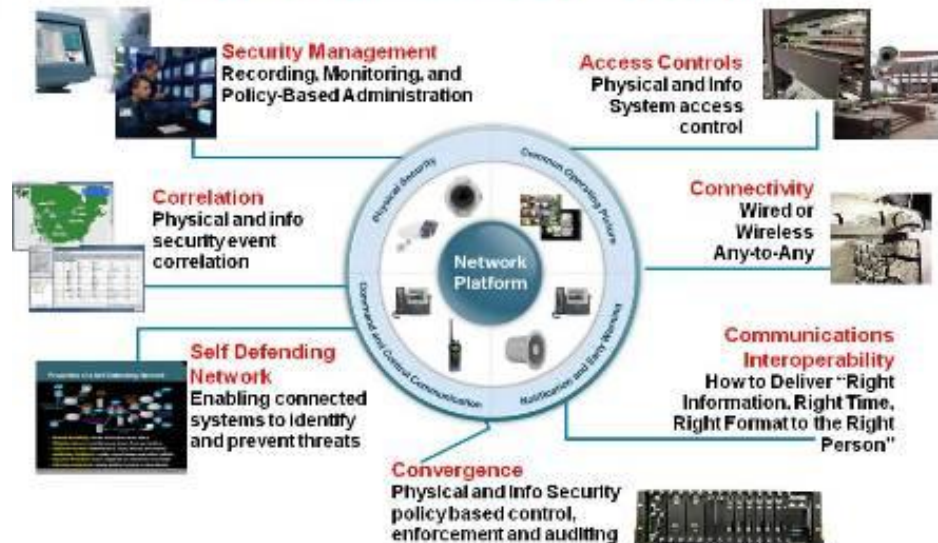 Security Management
Recording, Monitoring, and
Policy-Based Administration
Access Controls
Physical and Info
System access
control
Correlation
Physical and info
security event
correlation
Connectivity
Wired or
Wireless
Any-to-Any
Physical Security
Common Operating Picture
Network
Platform
Command and Control Communication
Notification and Early Warning
Self Defending
Network
Enabling connected
systems to identify
and prevent threats
Communications
Interoperability
How to Deliver "Right
Information, Right Time,
Right Format to the Right
Person"
Convergence
Physical and Info Security
policy based control,
enforcement and auditing